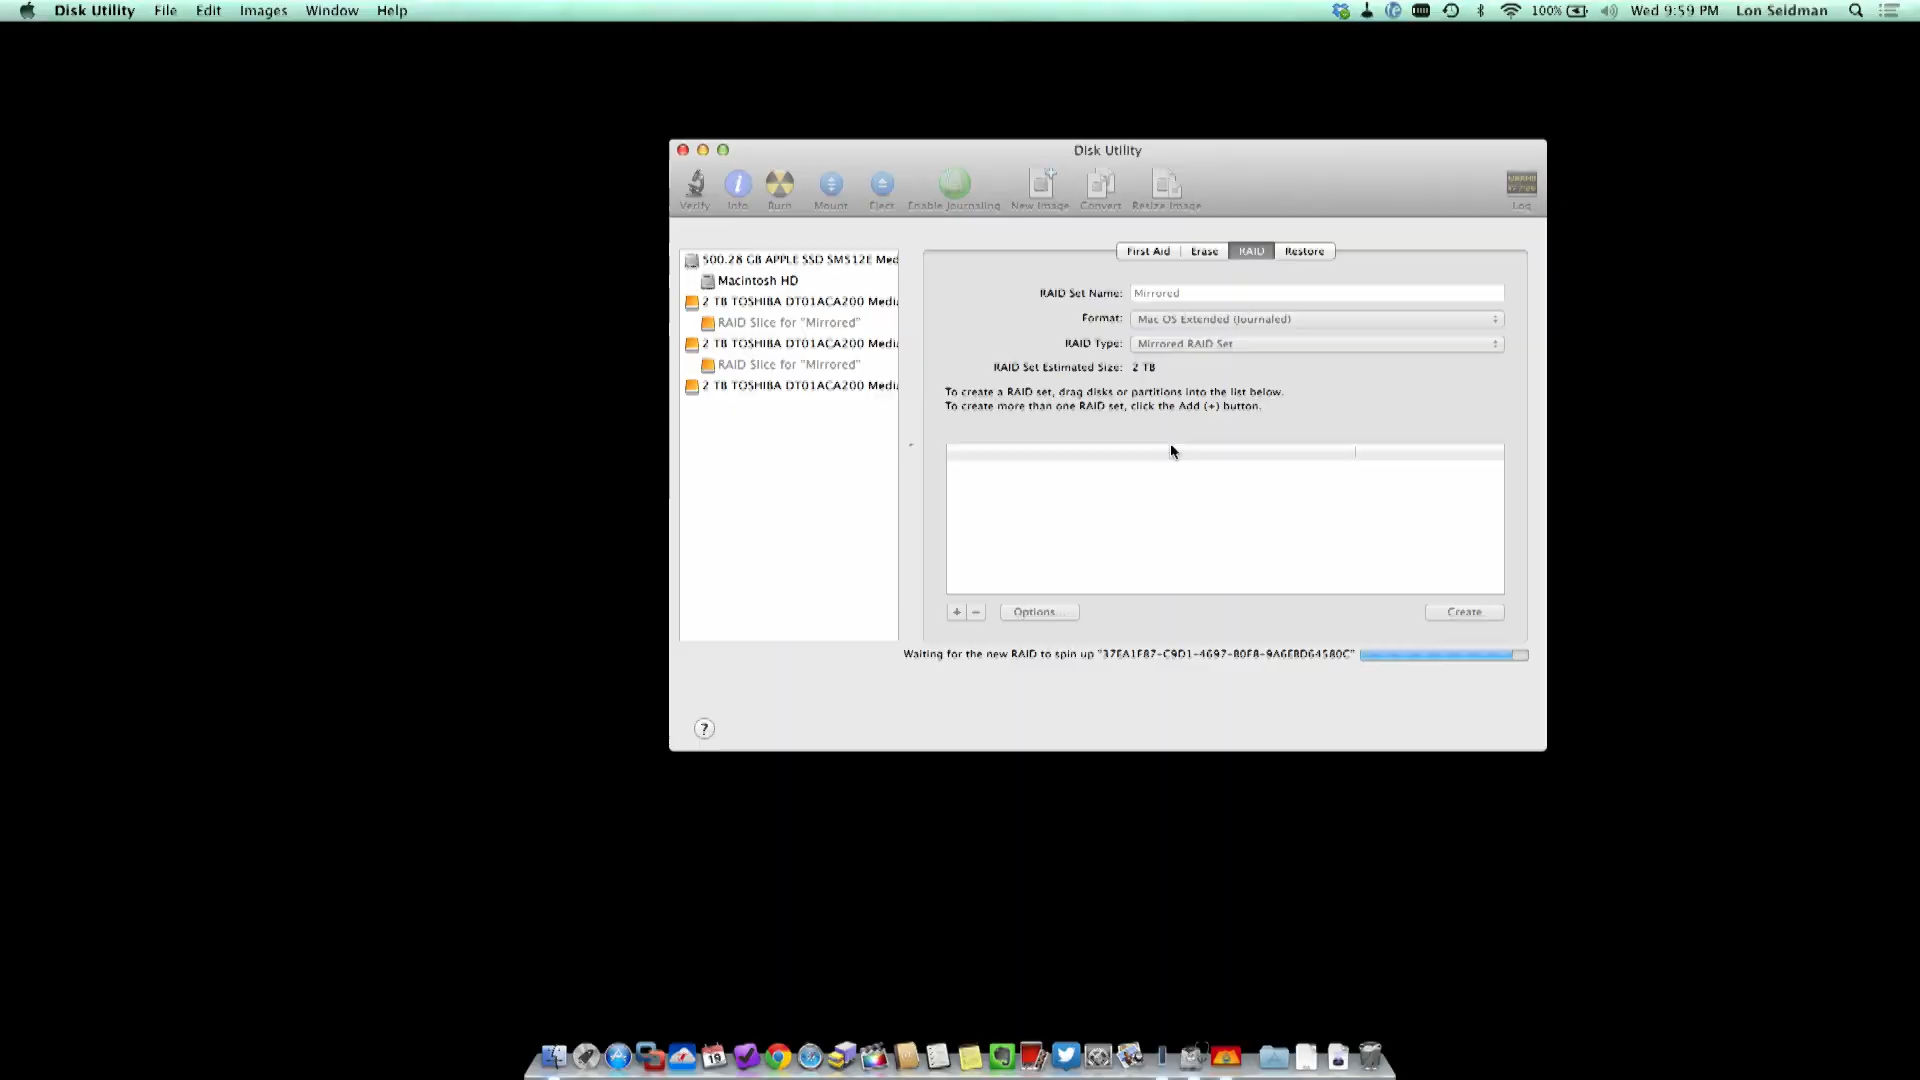 Disk Utility File Edit Images Window Help 100% Wed 9:59 PM Lon Seidman
Disk Utility
Verify Info Burn Mount Eject Enable Journaling New Image Convert Resize Image Log
First Aid Erase RAID Restore
500.28 GB APPLE SSD SM512E Med
Macintosh HD
2 TB TOSHIBA DT01ACA200 Medi
RAID Slice for "Mirrored"
2 TB TOSHIBA DT01ACA200 Medi
RAID Slice for "Mirrored"
2 TB TOSHIBA DT01ACA200 Medi
RAID Set Name: Mirrored
Format: Mac OS Extended (Journaled)
RAID Type: Mirrored RAID Set
RAID Set Estimated Size: 2 TB
To create a RAID set, drag disks or partitions into the list below.
To create more than one RAID set, click the Add (+) button.
+ - Options... Create
Waiting for the new RAID to spin up "37EA1F87-C9D1-4697-80F8-9A6E8D64580C"
?
19